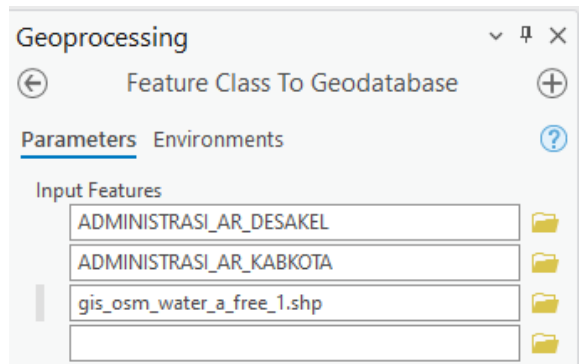 Geoprocessing
Feature Class To Geodatabase
Parameters Environments
Input Features
ADMINISTRASI_AR_DESAKEL
ADMINISTRASI_AR_KABKOTA
gis_osm_water_a_free_1.shp